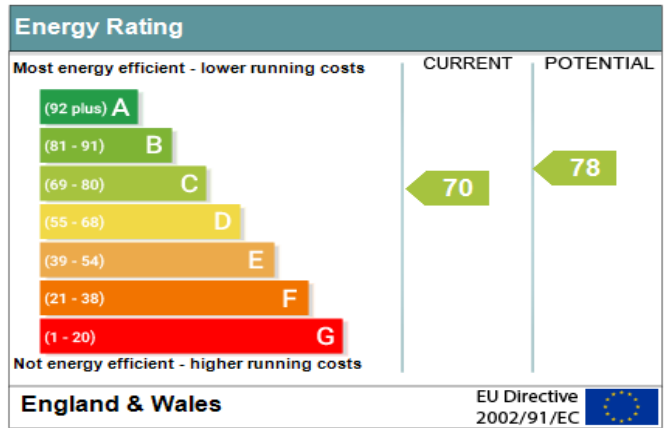 Energy Rating
Most energy efficient - lower running costs
CURRENT
POTENTIAL
(92 plus) A
(81 - 91) B
(69 - 80) C
(55 - 68) D
(39 - 54) E
(21 - 38) F
(1 - 20) G
70
78
Not energy efficient - higher running costs
England & Wales
EU Directive
2002/91/EC